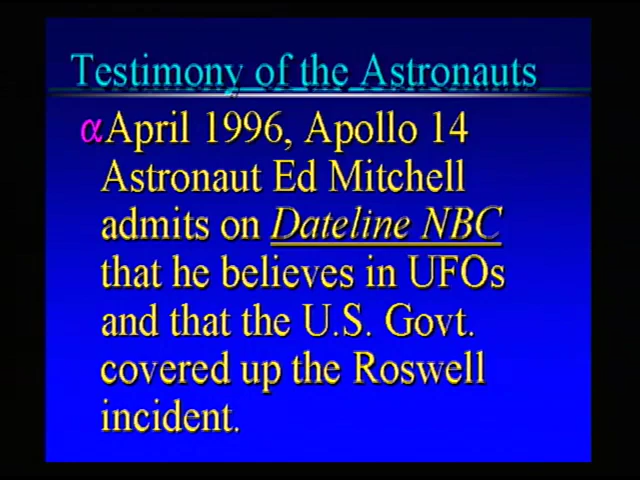 Testimony of the Astronauts
αApril 1996, Apollo 14
Astronaut Ed Mitchell
admits on Dateline NBC
that he believes in UFOs
and that the U.S. Govt.
covered up the Roswell
incident.